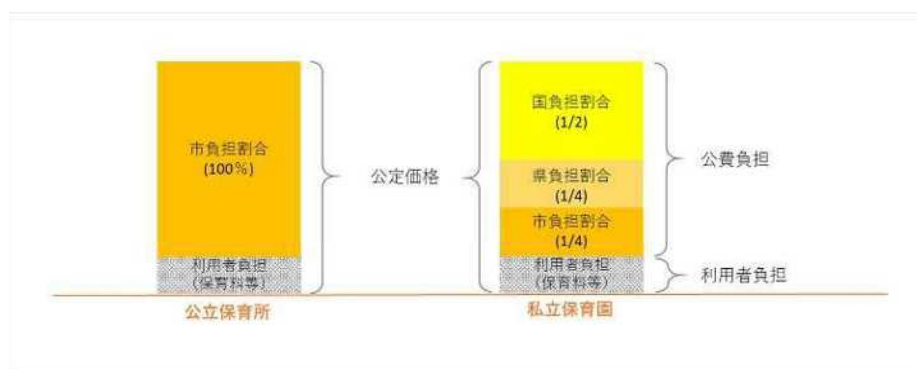 市負担割合
(100%)
利用者負担
(保育料等)
公立保育所
公定価格
国負担割合
(1/2)
県負担割合
(1/4)
市負担割合
(1/4)
利用者負担
(保育料等)
私立保育園
公費負担
利用者負担